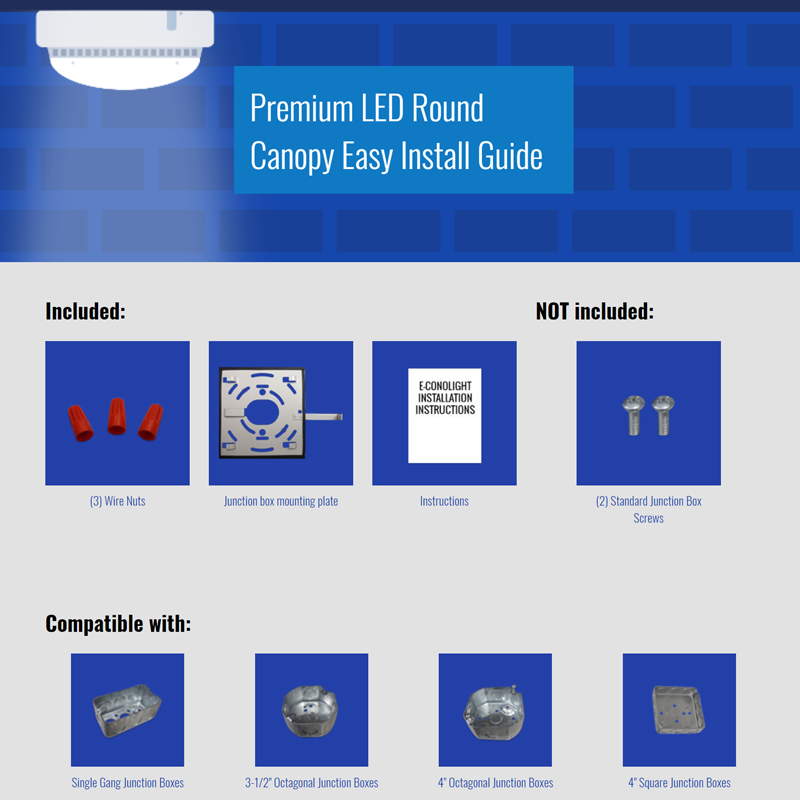 Premium LED Round
Canopy Easy Install Guide
Included:
NOT included:
E-CONOLIGHT
INSTALLATION
INSTRUCTIONS
(3) Wire Nuts
Junction box mounting plate
Instructions
(2) Standard Junction Box
Screws
Compatible with:
Single Gang Junction Boxes
3-1/2" Octagonal Junction Boxes
4" Octagonal Junction Boxes
4" Square Junction Boxes